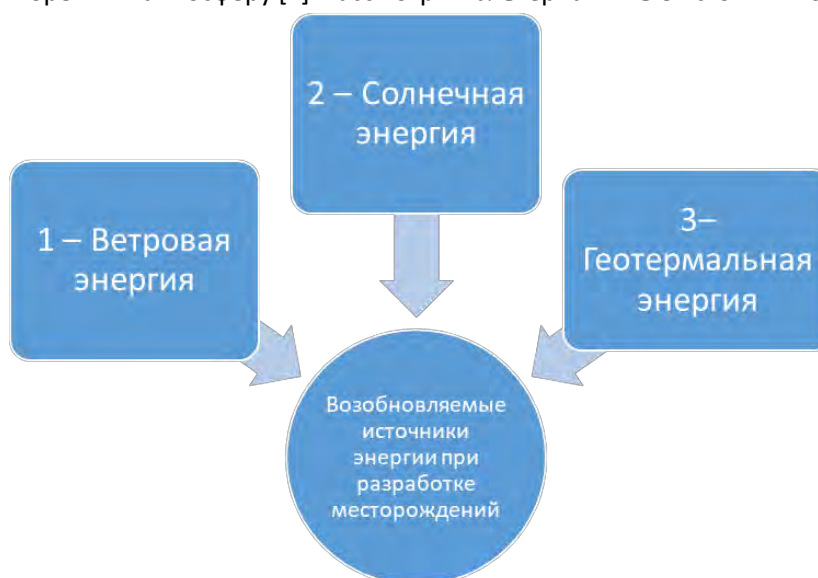 2 – Солнечная
энергия
1 – Ветровая
энергия
3–
Геотермальная
энергия
Возобновляемые
источники
энергии при
разработке
месторождений